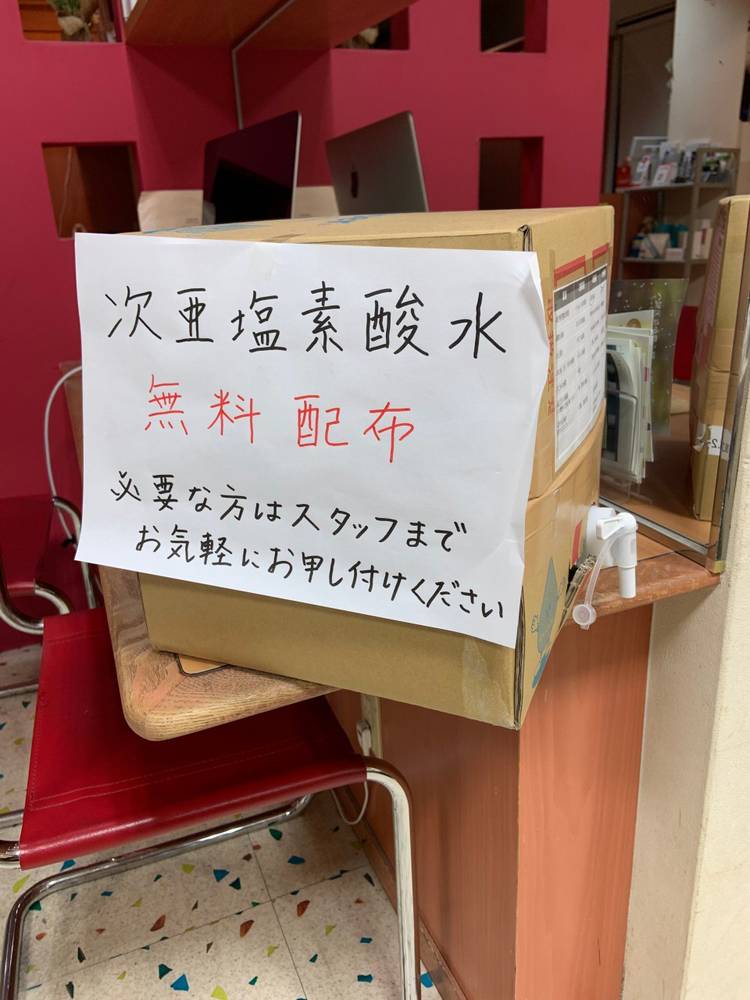 次亜塩素酸水
無料配布
必要な方はスタッフまで
お気軽にお申し付けください